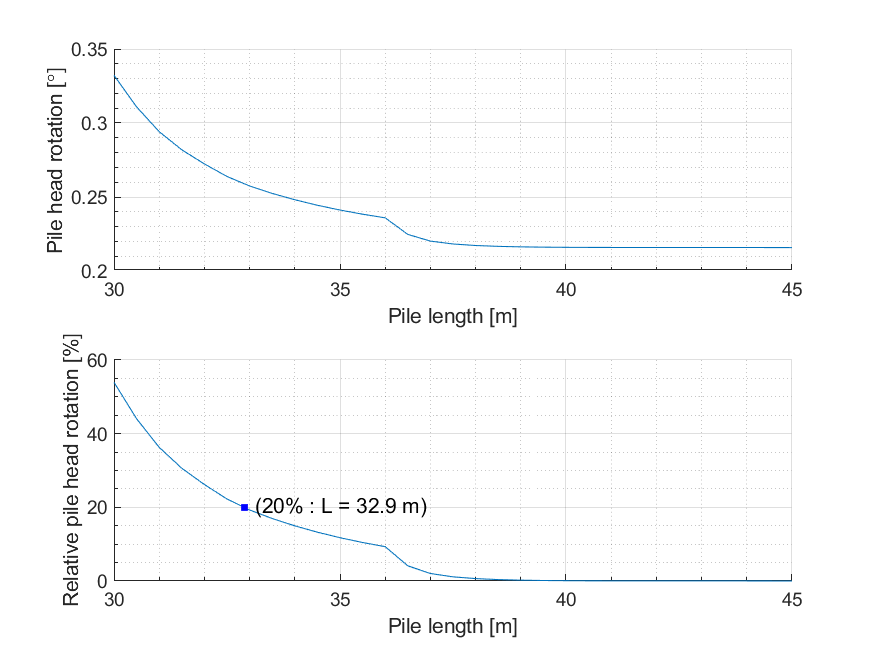 0.35
0.3
0.25
0.2
Pile head rotation [°]
30 35 40 45
Pile length [m]
60
40
20
0
Relative pile head rotation [%]
(20% : L = 32.9 m)
30 35 40 45
Pile length [m]